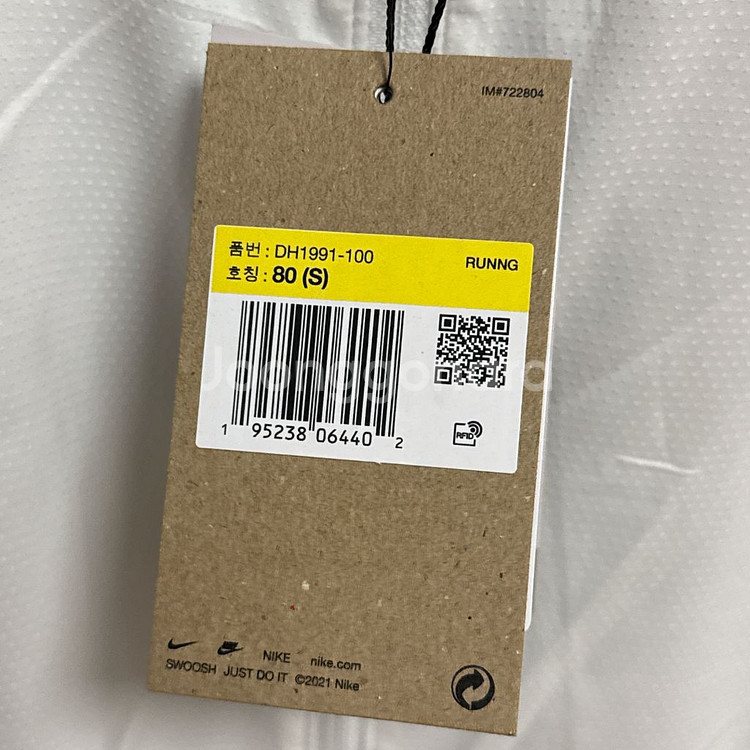 IM#722804
품번 : DH1991-100
호칭 : 80 (S)
RUNNG
1 95238 06440 2
RFID
NIKE nike.com
SWOOSH JUST DO IT ©2021 Nike